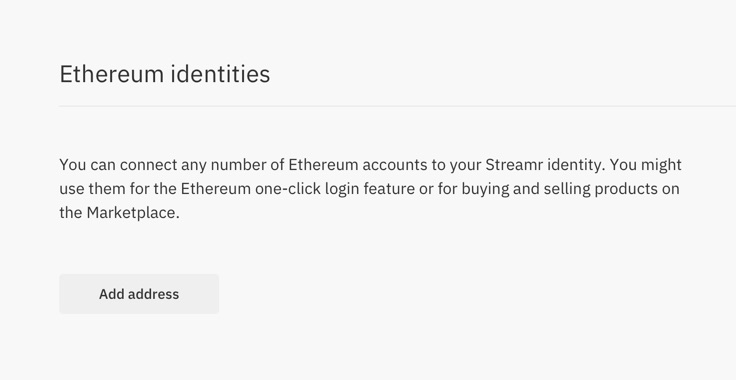 Ethereum identities
You can connect any number of Ethereum accounts to your Streamr identity. You might
use them for the Ethereum one-click login feature or for buying and selling products on
the Marketplace.
Add address